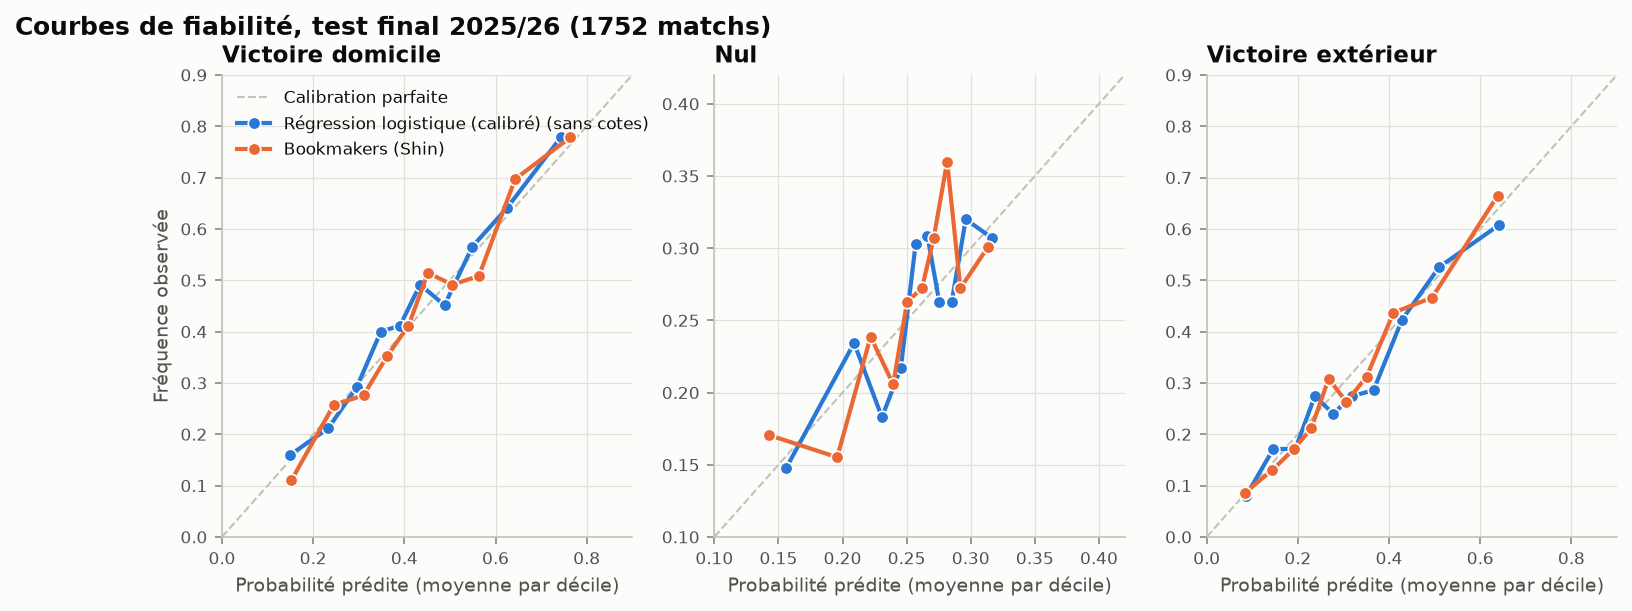 Courbes de fiabilité, test final 2025/26 (1752 matchs)
Victoire domicile
Fréquence observée
0.9
0.8
0.7
0.6
0.5
0.4
0.3
0.2
0.1
0.0
Calibration parfaite
Régression logistique (calibré) (sans cotes)
Bookmakers (Shin)
0.0 0.2 0.4 0.6 0.8
Probabilité prédite (moyenne par décile)
Nul
0.40
0.35
0.30
0.25
0.20
0.15
0.10
0.10 0.15 0.20 0.25 0.30 0.35 0.40
Probabilité prédite (moyenne par décile)
Victoire extérieur
0.9
0.8
0.7
0.6
0.5
0.4
0.3
0.2
0.1
0.0
0.0 0.2 0.4 0.6 0.8
Probabilité prédite (moyenne par décile)